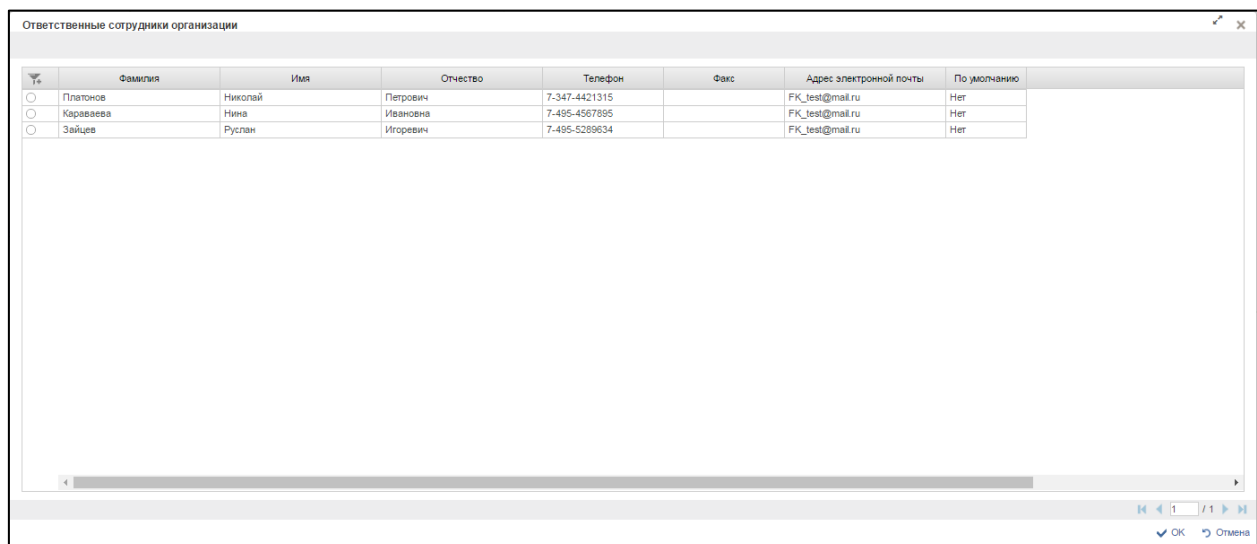 Ответственные сотрудники организации
Фамилия Имя Отчество Телефон Факс Адрес электронной почты По умолчанию
Платонов Николай Петрович 7-347-4421315 FK_test@mail.ru Нет
Караваева Нина Ивановна 7-495-4567895 FK_test@mail.ru Нет
Зайцев Руслан Игоревич 7-495-5289634 FK_test@mail.ru Нет
1 / 1
ОК Отмена